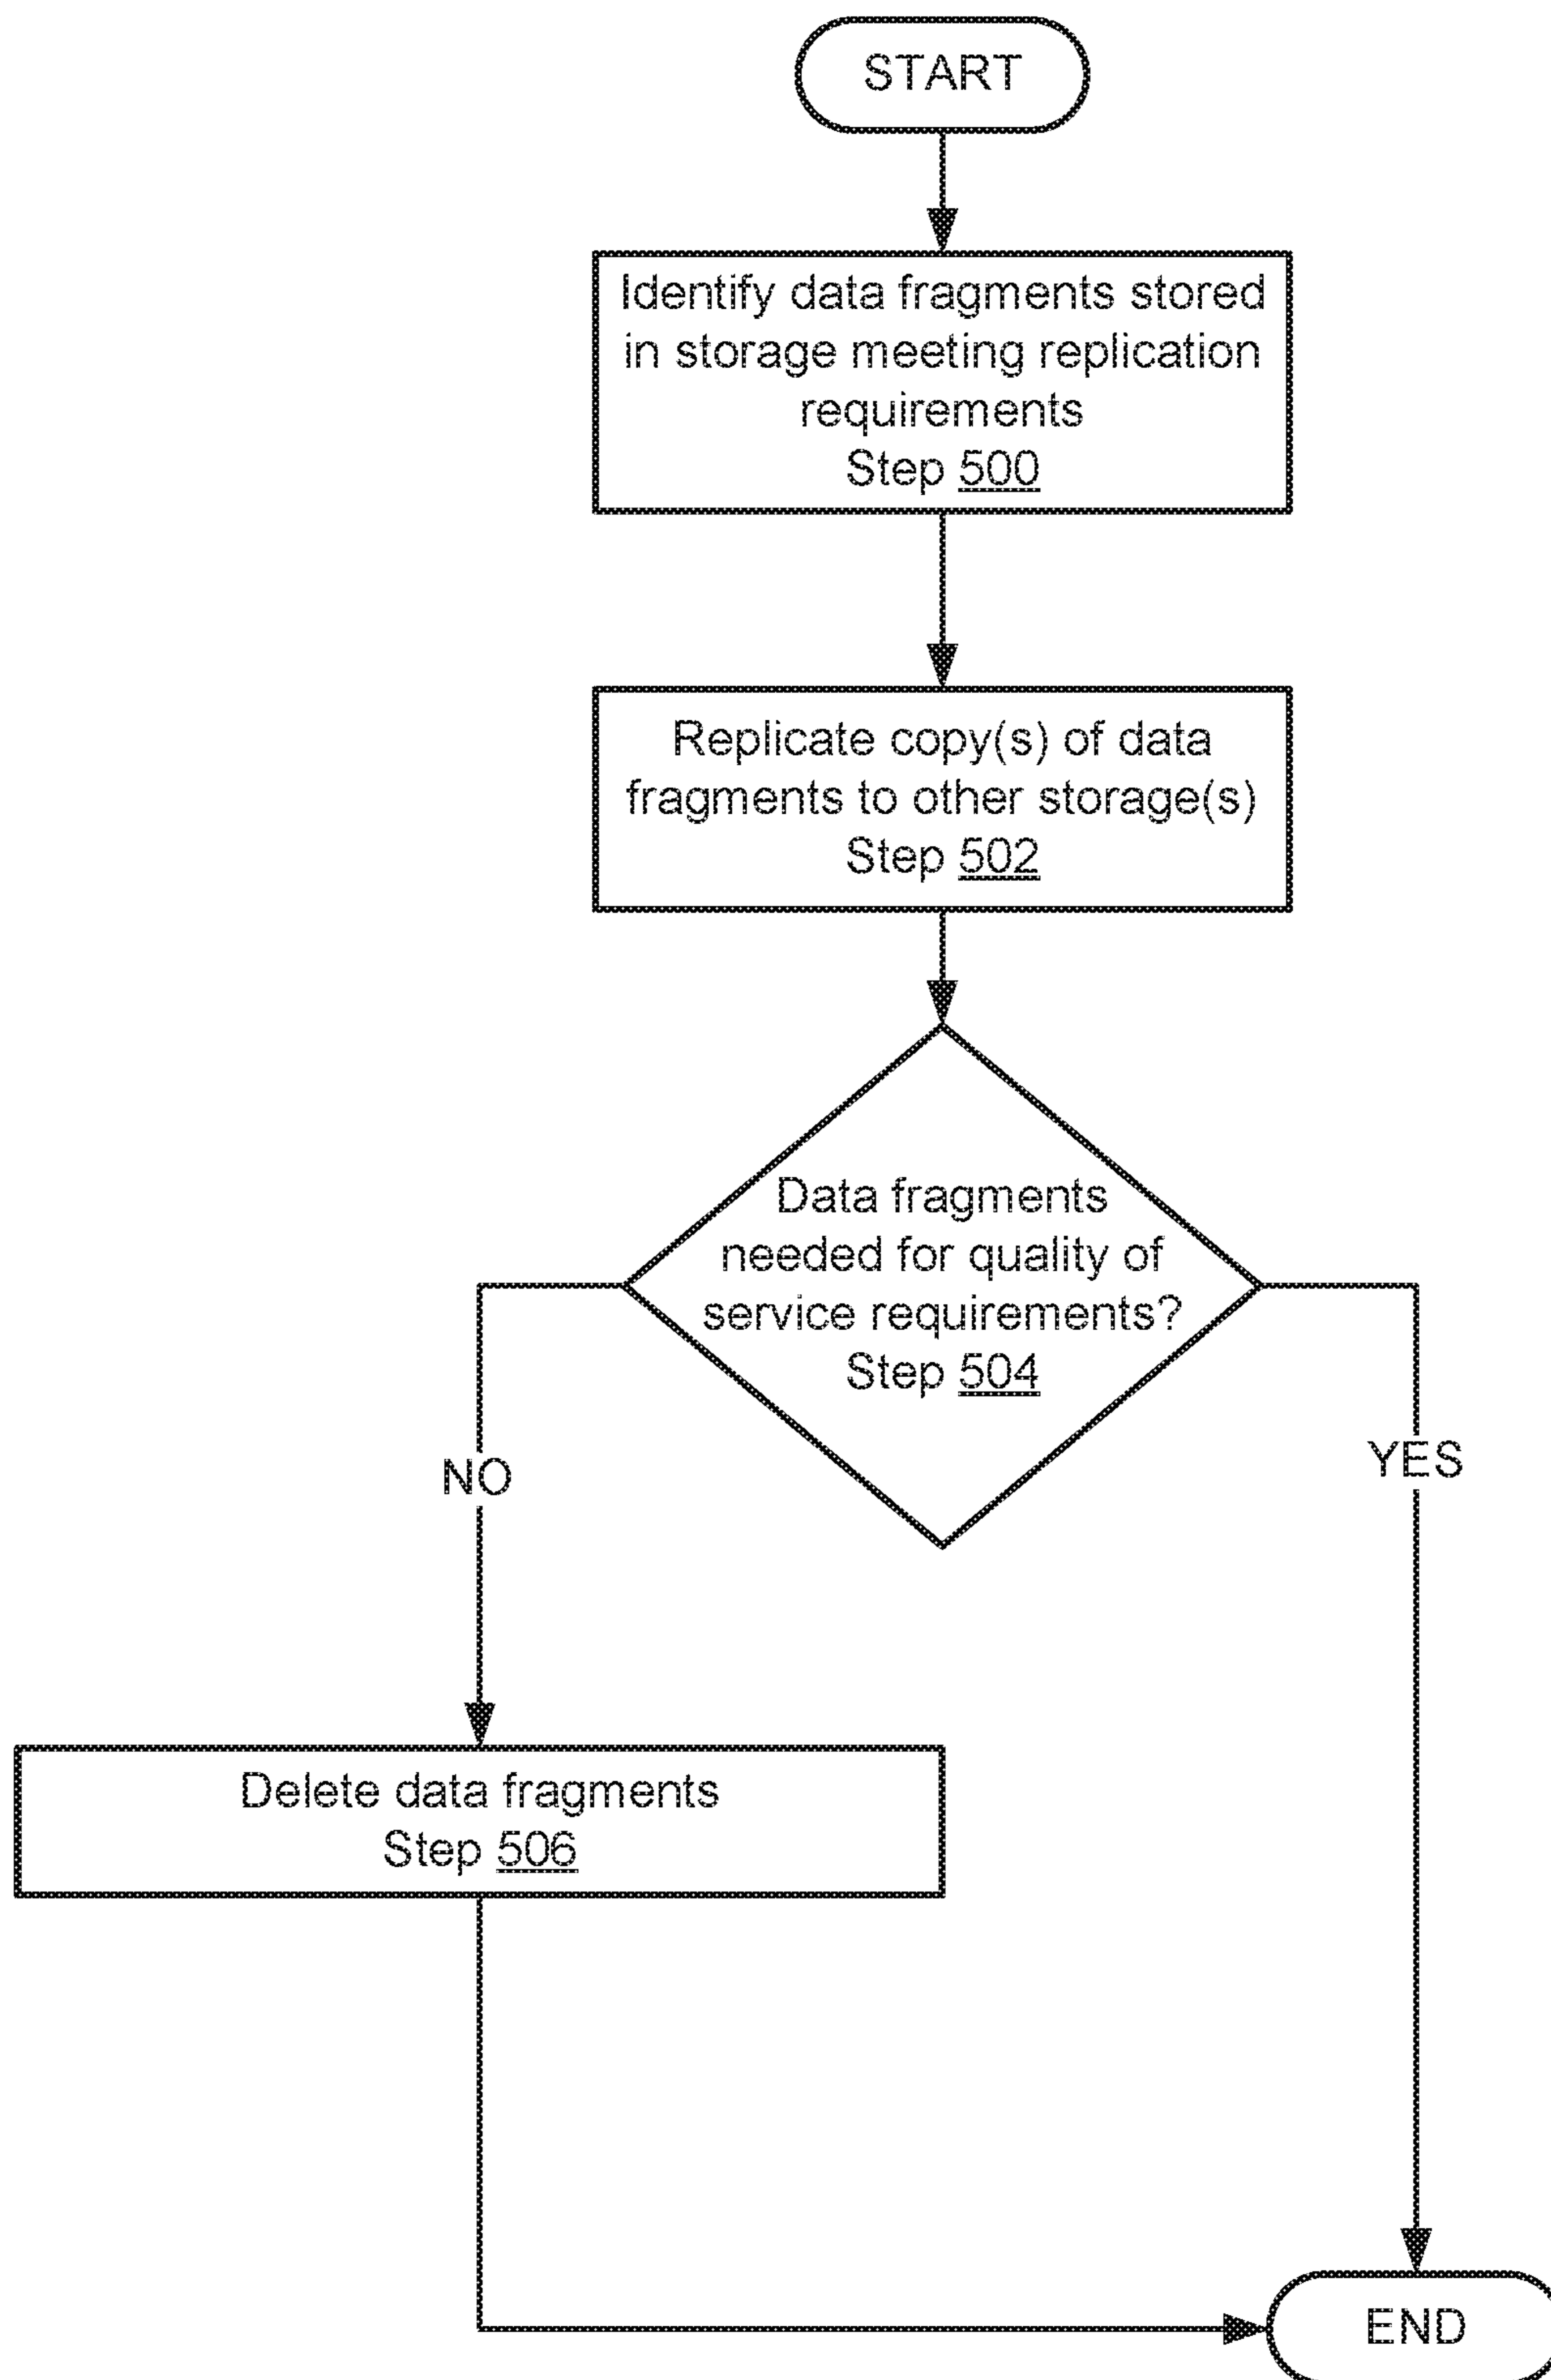 START
Identify data fragments stored
in storage meeting replication
requirements
Step 500
Replicate copy(s) of data
fragments to other storage(s)
Step 502
Data fragments
needed for quality of
service requirements?
Step 504
NO
YES
Delete data fragments
Step 506
END